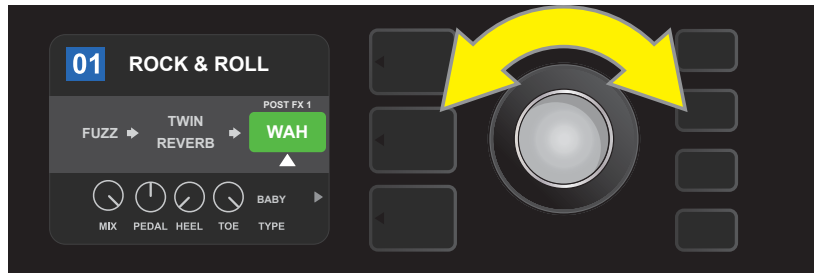 01 ROCK & ROLL
POST FX 1
FUZZ TWIN REVERB WAH
BABY
MIX PEDAL HEEL TOE TYPE